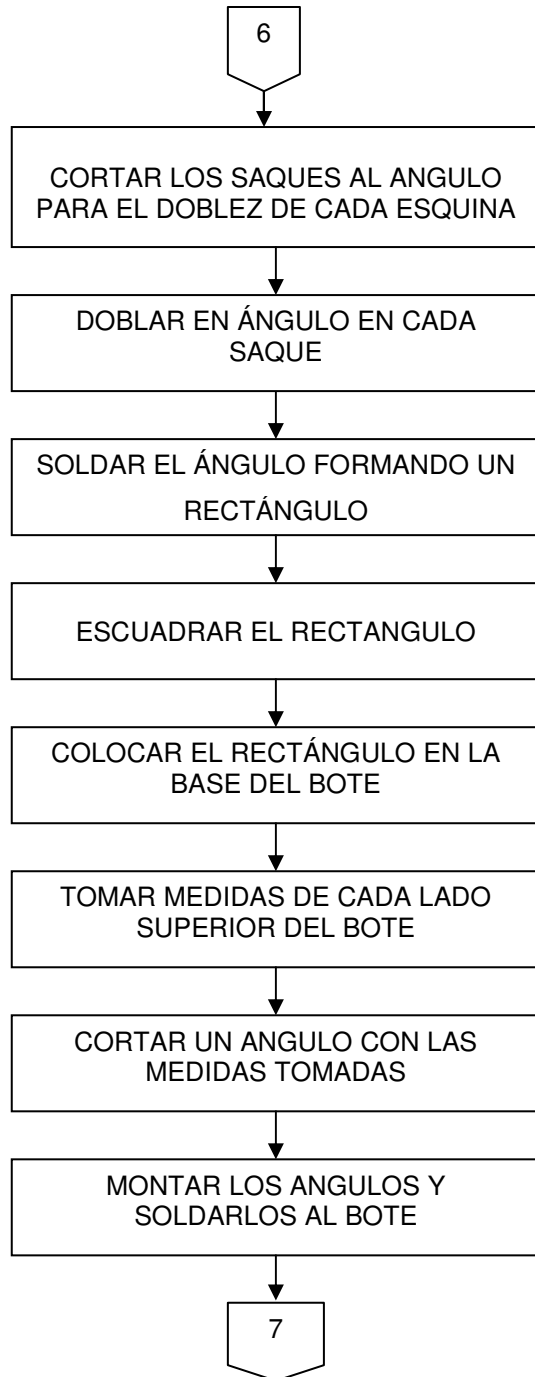 6
CORTAR LOS SAQUES AL ANGULO
PARA EL DOBLEZ DE CADA ESQUINA
DOBLAR EN ÁNGULO EN CADA
SAQUE
SOLDAR EL ÁNGULO FORMANDO UN
RECTÁNGULO
ESCUADRAR EL RECTANGULO
COLOCAR EL RECTÁNGULO EN LA
BASE DEL BOTE
TOMAR MEDIDAS DE CADA LADO
SUPERIOR DEL BOTE
CORTAR UN ANGULO CON LAS
MEDIDAS TOMADAS
MONTAR LOS ANGULOS Y
SOLDARLOS AL BOTE
7